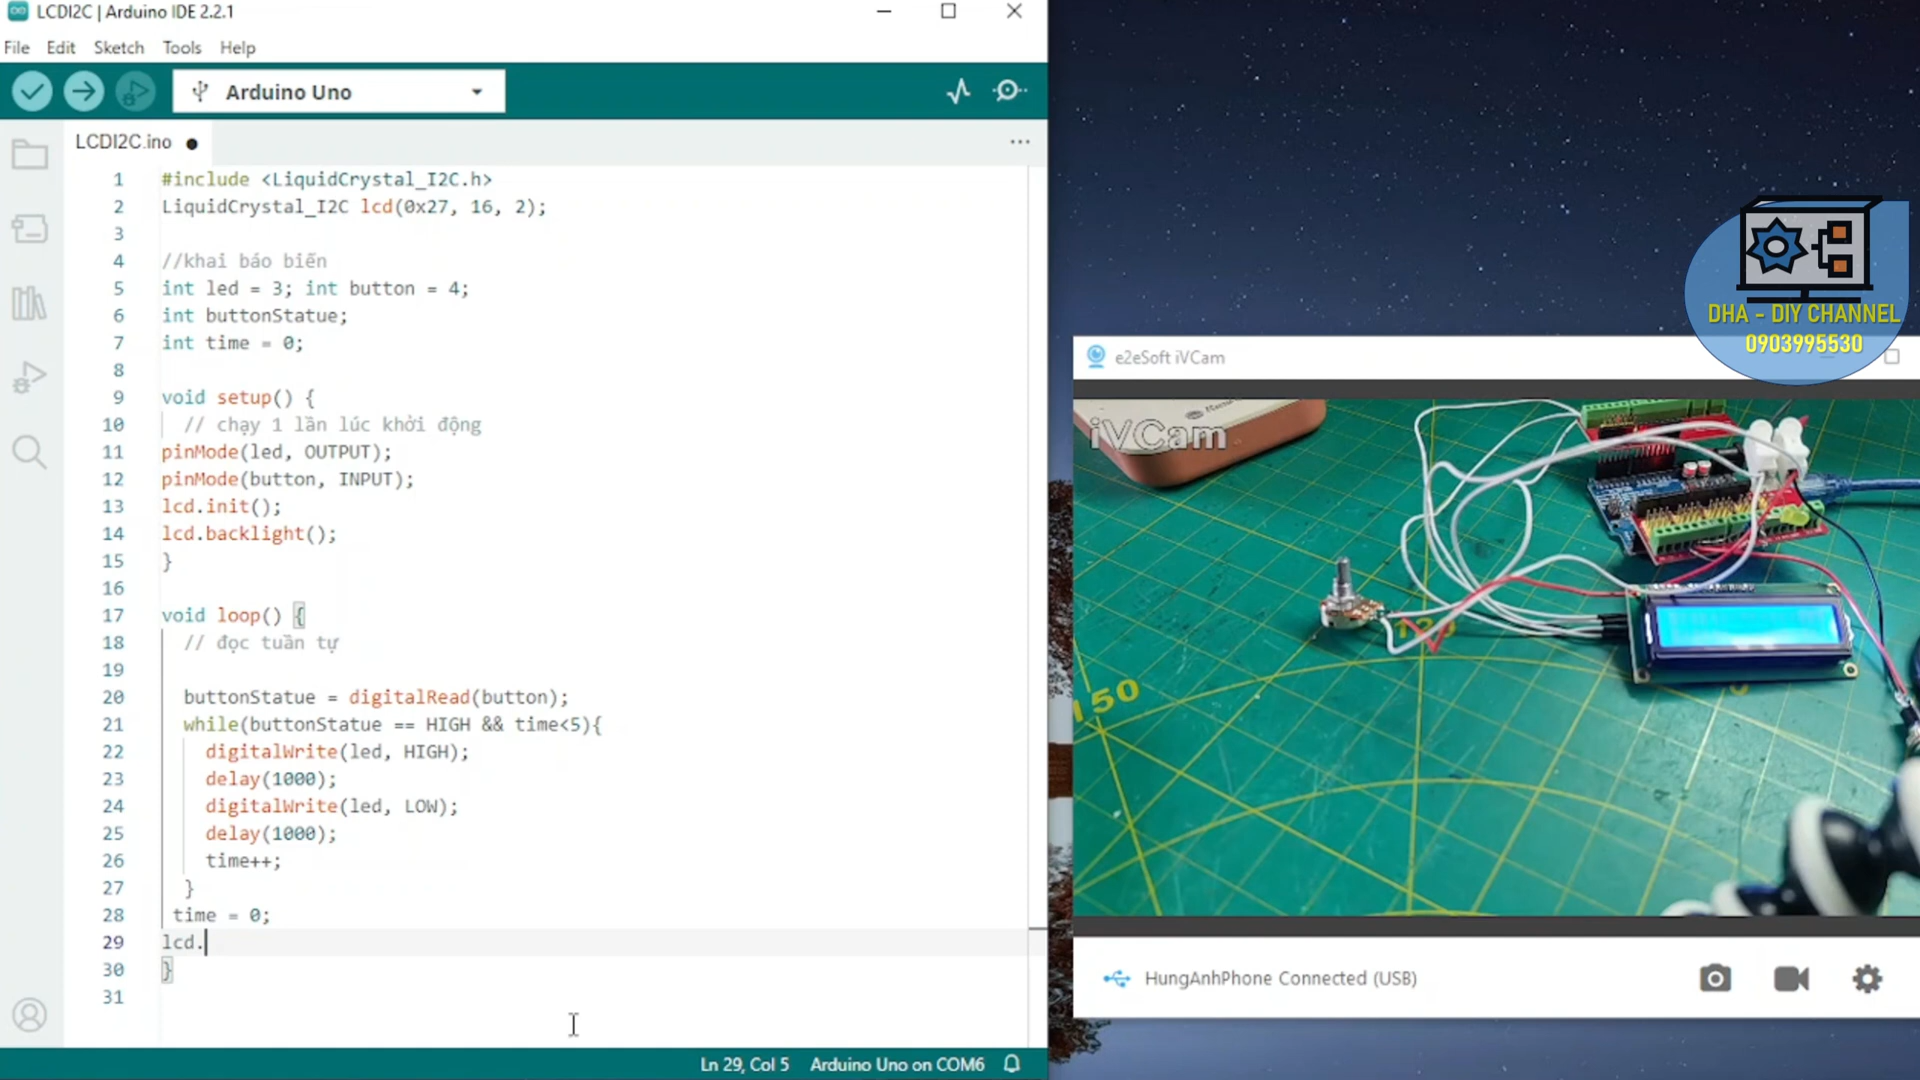 LCDI2C | Arduino IDE 2.2.1
File Edit Sketch Tools Help
Arduino Uno
LCDI2C.ino
1 #include <LiquidCrystal_I2C.h>
2 LiquidCrystal_I2C lcd(0x27, 16, 2);
3
4 //khai báo biến
5 int led = 3; int button = 4;
6 int buttonStatue;
7 int time = 0;
8
9 void setup() {
10 // chạy 1 lần lúc khởi động
11 pinMode(led, OUTPUT);
12 pinMode(button, INPUT);
13 lcd.init();
14 lcd.backlight();
15 }
16
17 void loop() {
18 // đọc tuần tự
19
20 buttonStatue = digitalRead(button);
21 while(buttonStatue == HIGH && time<5){
22 digitalWrite(led, HIGH);
23 delay(1000);
24 digitalWrite(led, LOW);
25 delay(1000);
26 time++;
27 }
28 time = 0;
29 lcd.
30 }
31
Ln 29, Col 5 Arduino Uno on COM6
DHA - DIY CHANNEL
0903995530
e2eSoft iVCam
iVCam
120
150
HungAnhPhone Connected (USB)